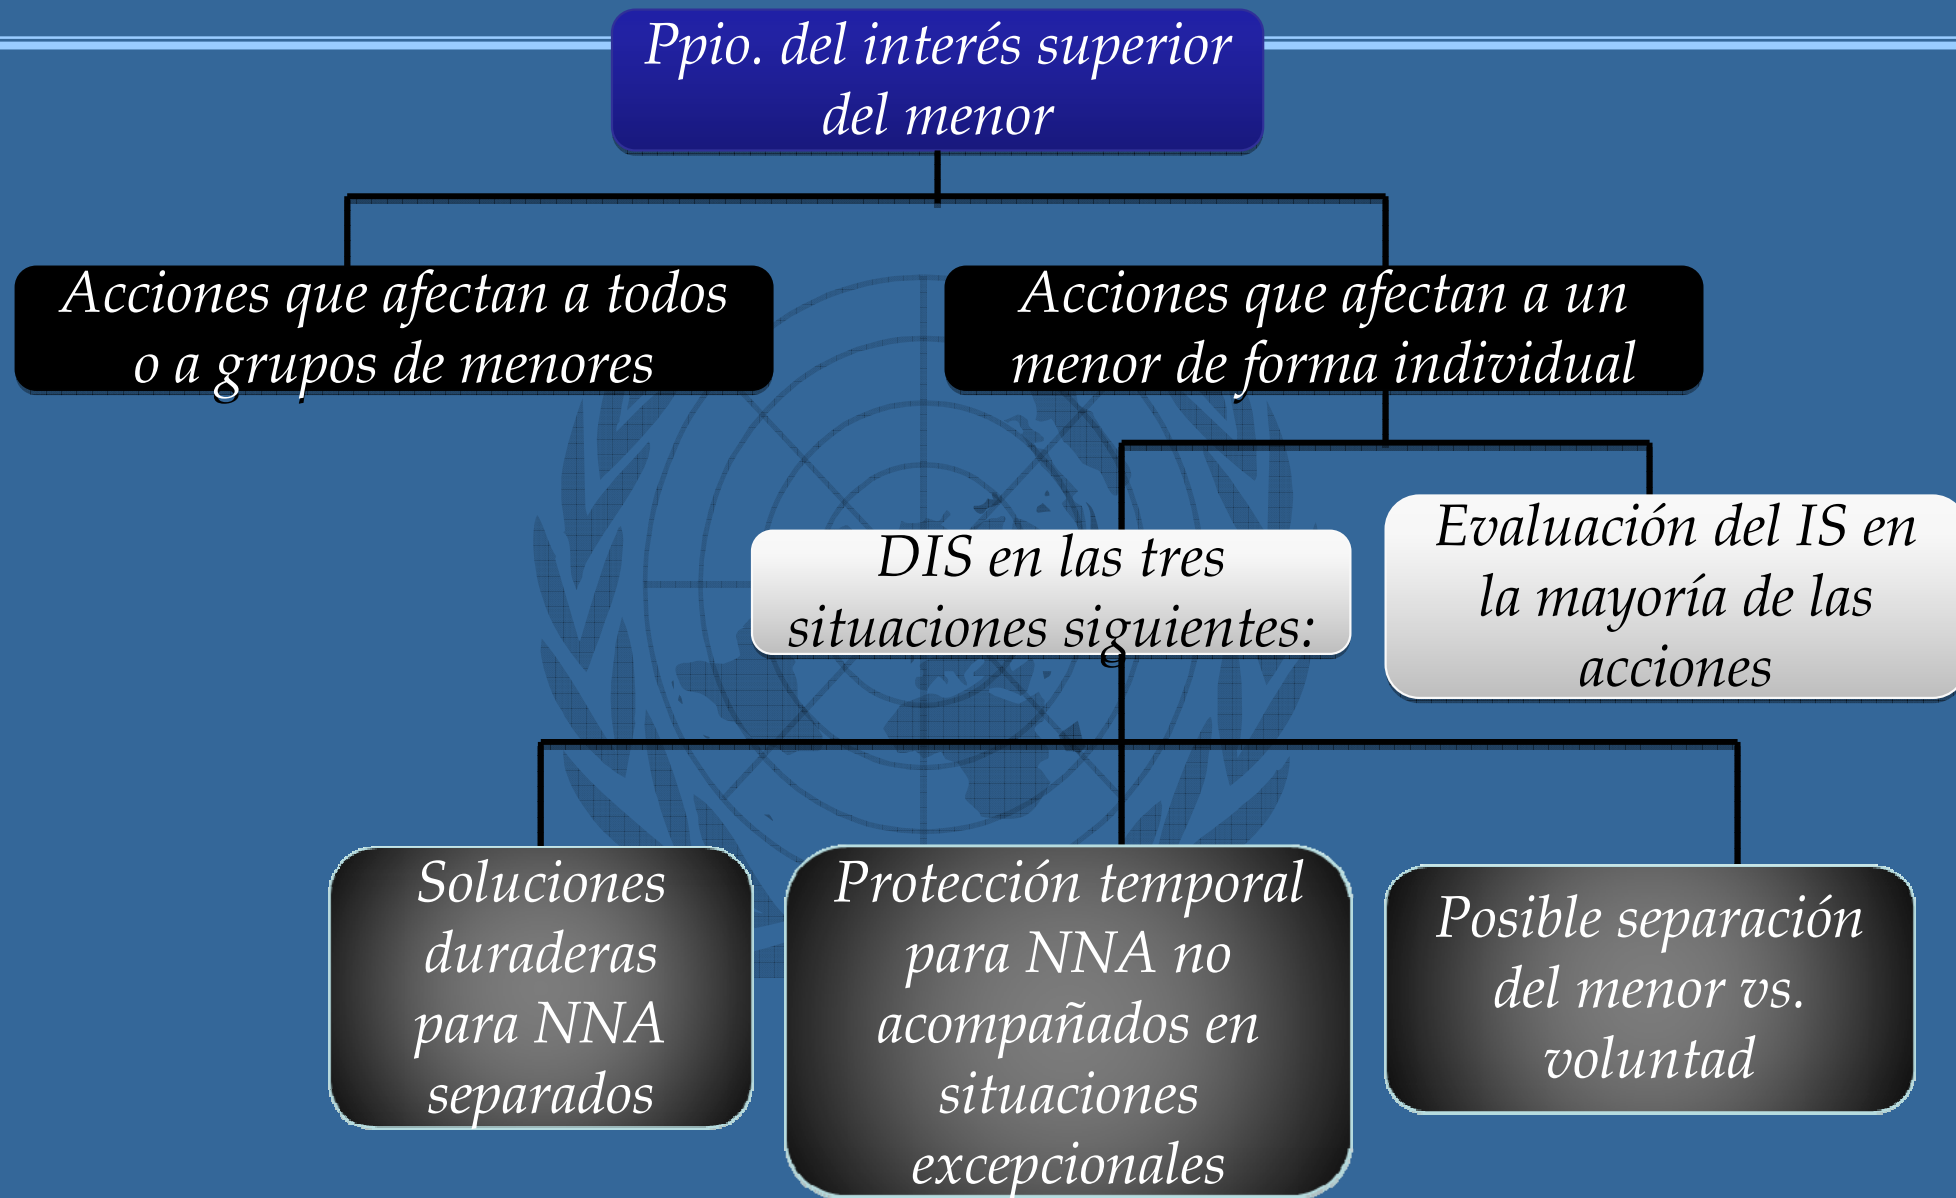 Ppio. del interés superior
del menor
Acciones que afectan a todos
o a grupos de menores
Acciones que afectan a un
menor de forma individual
DIS en las tres
situaciones siguientes:
Evaluación del IS en
la mayoría de las
acciones
Soluciones
duraderas
para NNA
separados
Protección temporal
para NNA no
acompañados en
situaciones
excepcionales
Posible separación
del menor vs.
voluntad